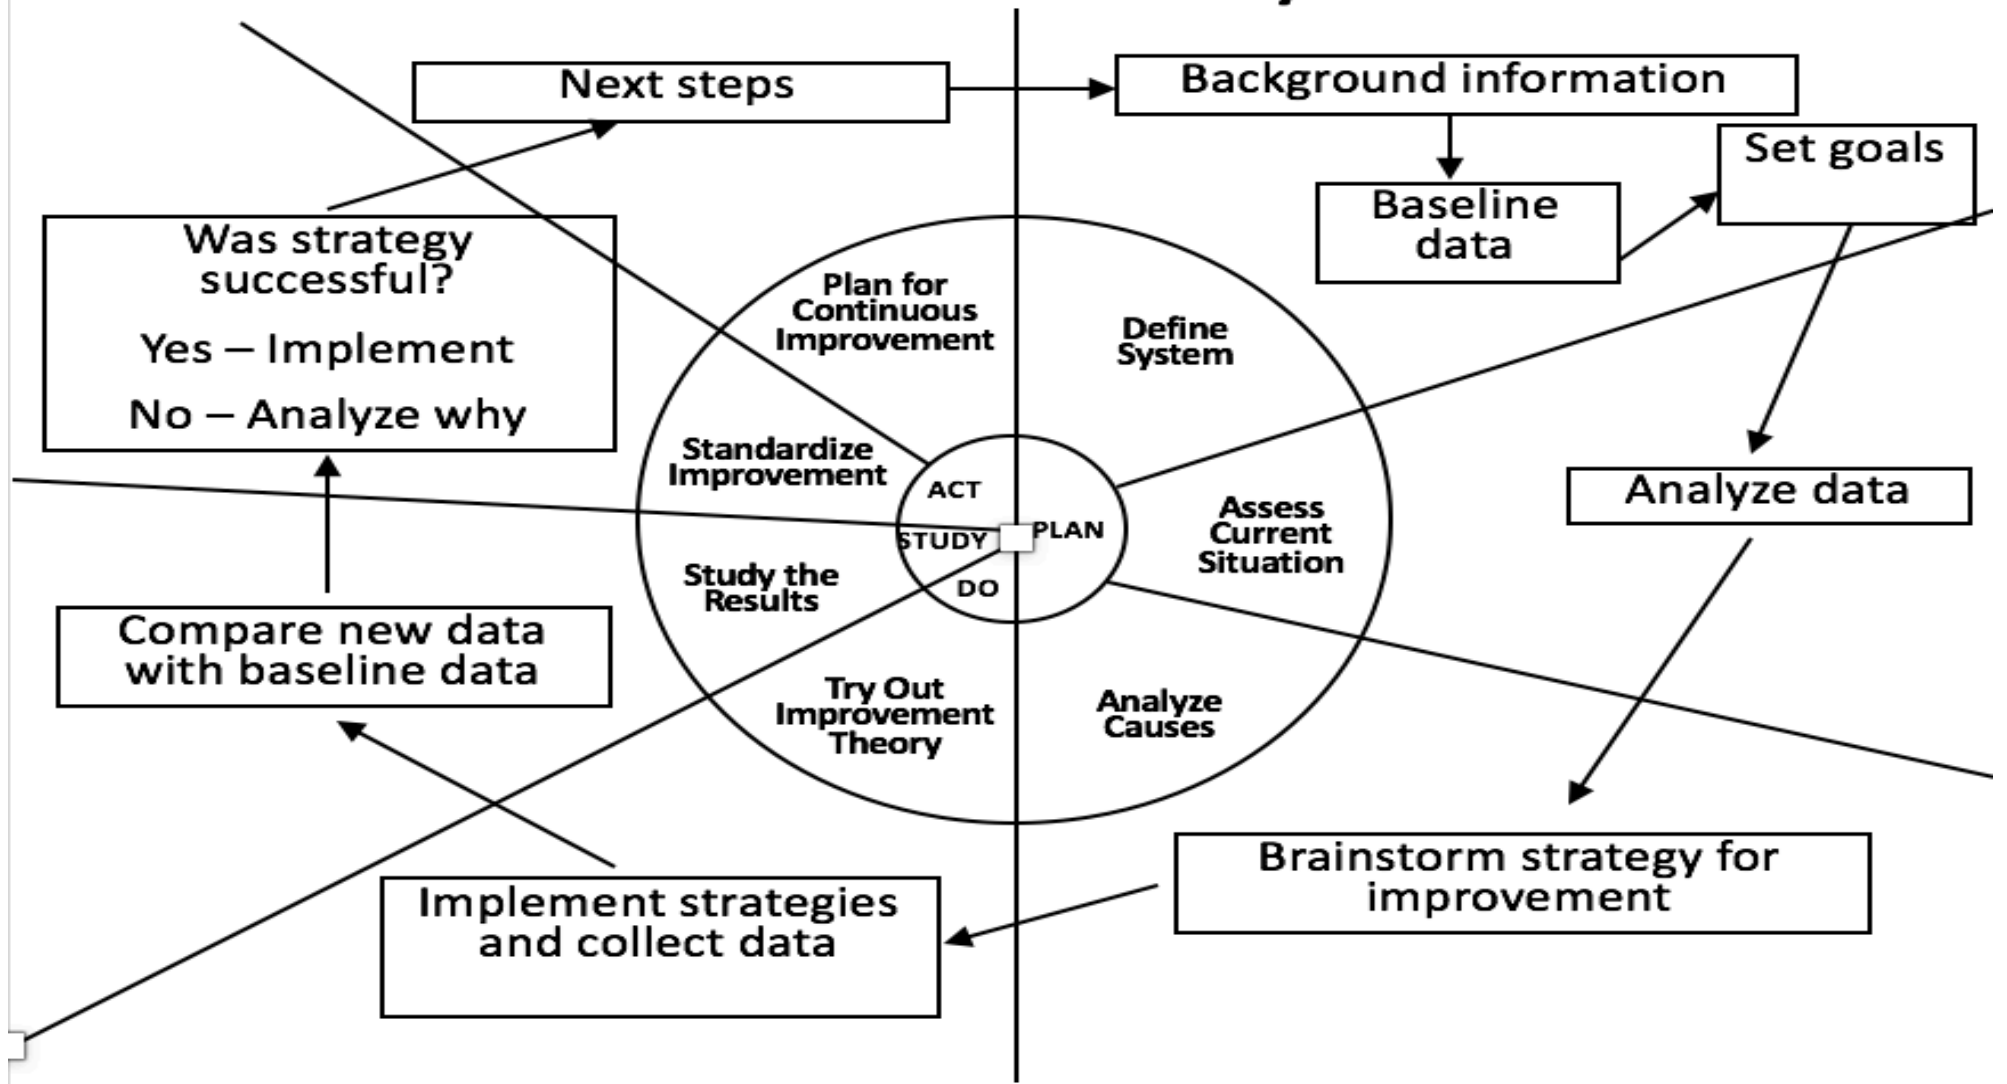 Next steps
Background information
Set goals
Baseline
data
Was strategy
successful?
Yes – Implement
No – Analyze why
Plan for
Continuous
Improvement
Define
System
Standardize
Improvement
ACT
PLAN
STUDY
DO
Assess
Current
Situation
Analyze data
Study the
Results
Compare new data
with baseline data
Try Out
Improvement
Theory
Analyze
Causes
Brainstorm strategy for
improvement
Implement strategies
and collect data